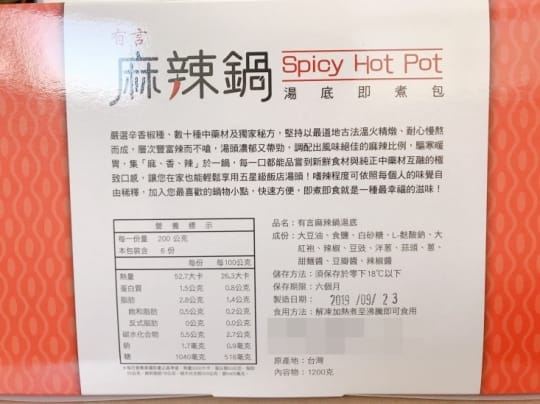 有言
麻辣鍋
Spicy Hot Pot
湯底即煮包
嚴選辛香椒種、數十種中藥材及獨家秘方，堅持以最道地古法溫火精燉、耐心慢熬
而成，層次豐富辣而不嗆，湯頭濃郁又帶勁，調配出風味絕佳的麻辣比例，驅寒暖
胃，集「麻、香、辣」於一鍋，每一口都能品嘗到新鮮食材與純正中藥材互融的極
致口感，讓您在家也能輕鬆享用五星級飯店湯頭！嗜辣程度可依照每個人的味覺自
由稀釋，加入您最喜歡的鍋物小點，快速方便，即煮即食就是一種最幸福的滋味！
營養標示
每一份量 200 公克
本包裝含 6 份
每份 每100公克
熱量 52.7大卡 26.3大卡
蛋白質 1.5公克 0.8公克
脂肪 2.8公克 1.4公克
飽和脂肪 0.5公克 0.2公克
反式脂肪 0公克 0公克
碳水化合物 5.5公克 2.7公克
鈉 1.7毫克 0.9毫克
糖 1040毫克 516毫克
品名：有言麻辣鍋湯底
成份：大豆油、食鹽、白砂糖、L-麩酸鈉、大
紅袍、辣椒、豆豉、洋蔥、蒜頭、蔥、
甜麵醬、豆瓣醬、辣椒醬
儲存方法：須保存於零下18℃以下
保存期限：六個月
製造日期：2019 /09/ 23
食用方法：解凍加熱煮至沸騰即可食用
原產地：台灣
內容物：1200克